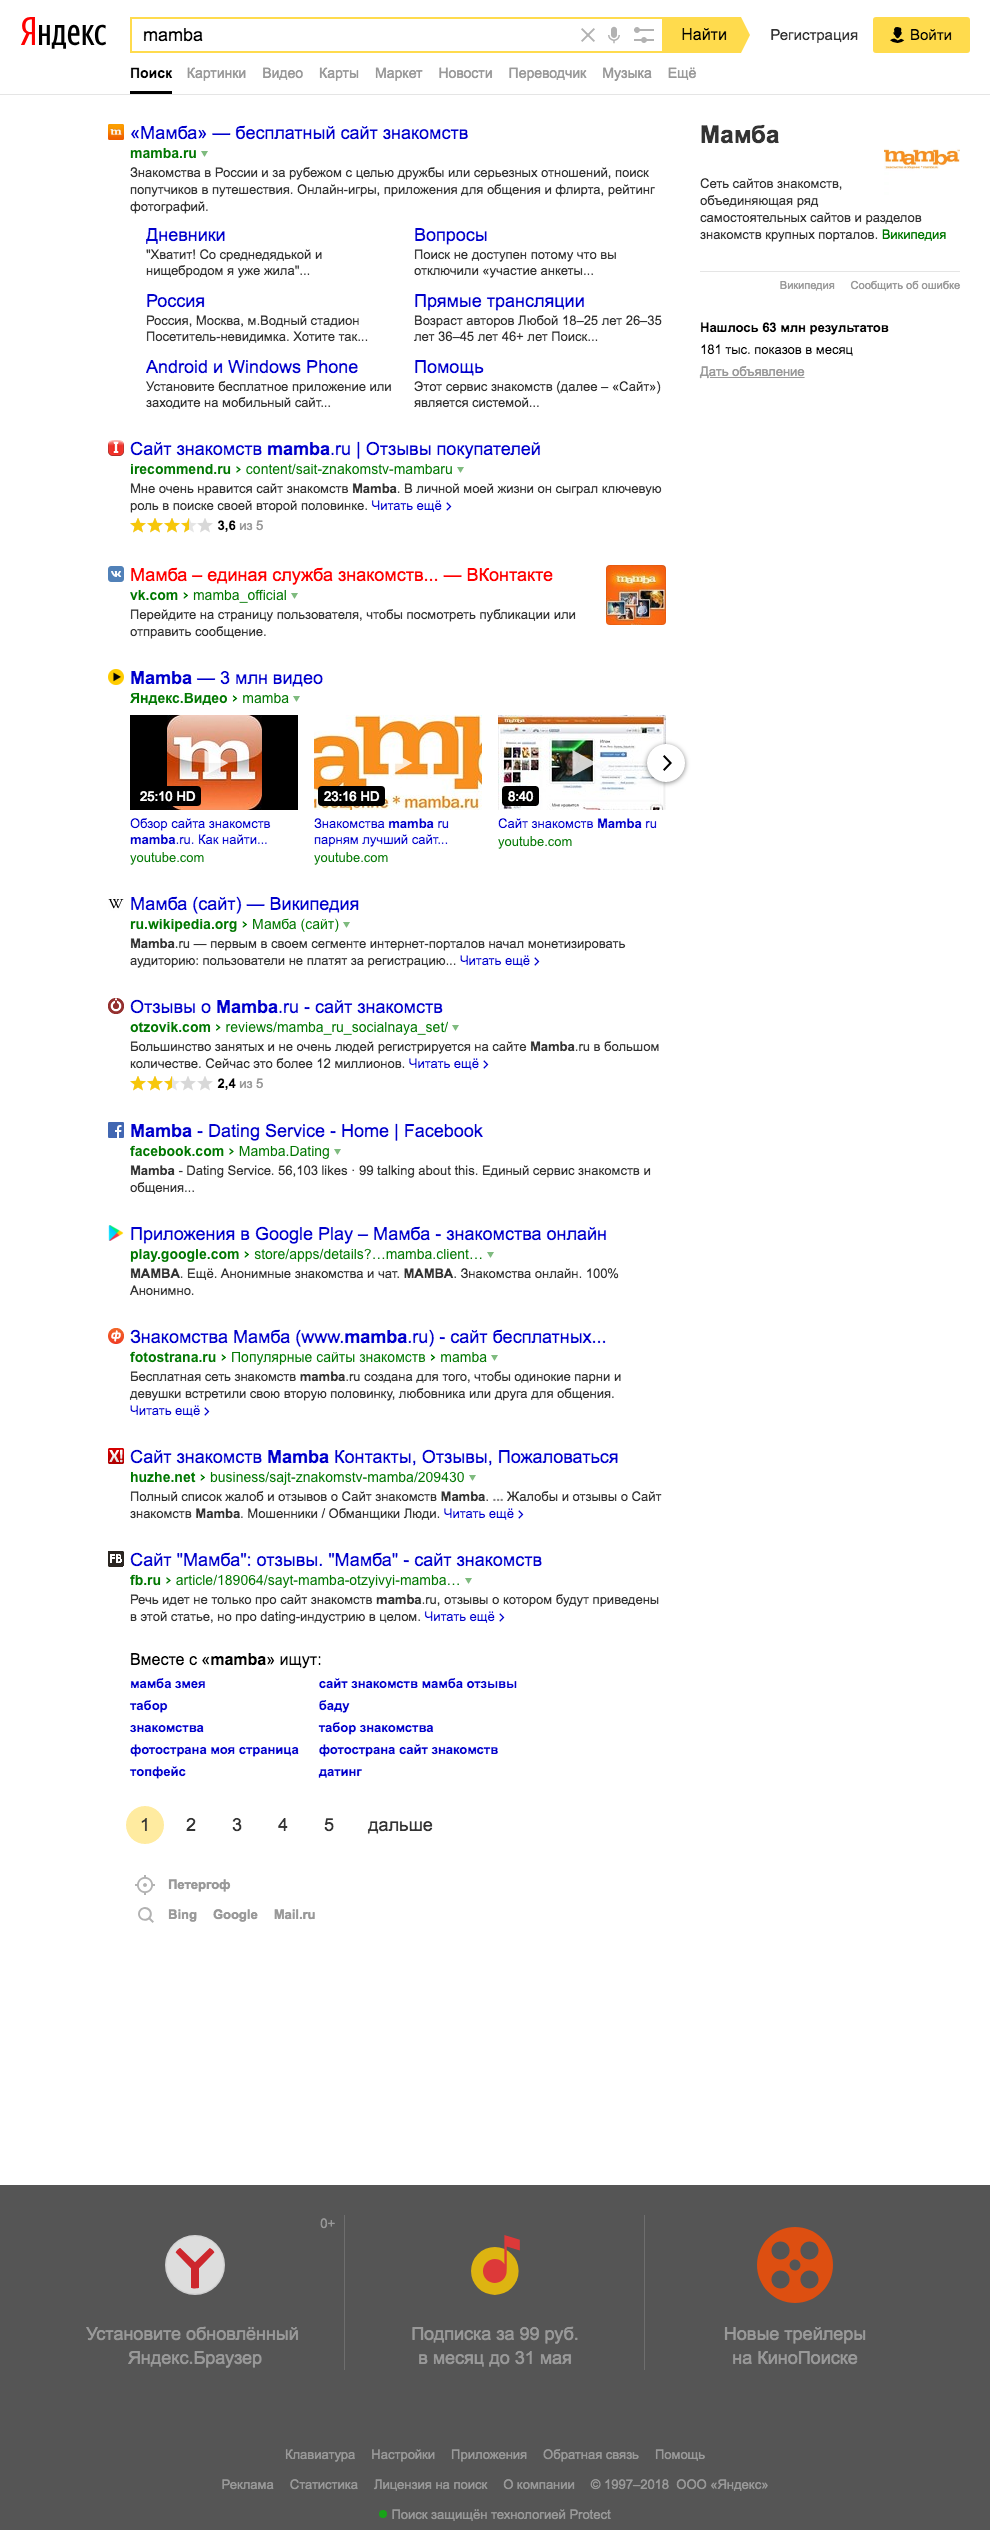 Яндекс
mamba
Найти
Регистрация
Войти
Поиск Картинки Видео Карты Маркет Новости Переводчик Музыка Ещё
«Мамба» — бесплатный сайт знакомств
mamba.ru
Знакомства в России и за рубежом с целью дружбы или серьезных отношений, поиск
попутчиков в путешествия. Онлайн-игры, приложения для общения и флирта, рейтинг
фотографий.
Дневники
"Хватит! Со среднедядькой и
нищебродом я уже жила"...
Вопросы
Поиск не доступен потому что вы
отключили «участие анкеты...
Россия
Россия, Москва, м.Водный стадион
Посетитель-невидимка. Хотите так...
Прямые трансляции
Возраст авторов Любой 18–25 лет 26–35
лет 36–45 лет 46+ лет Поиск...
Android и Windows Phone
Установите бесплатное приложение или
заходите на мобильный сайт...
Помощь
Этот сервис знакомств (далее – «Сайт»)
является системой...
Сайт знакомств mamba.ru | Отзывы покупателей
irecommend.ru › content/sait-znakomstv-mambaru
Мне очень нравится сайт знакомств Mamba. В личной моей жизни он сыграл ключевую
роль в поиске своей второй половинке. Читать ещё ›
3,6 из 5
Мамба – единая служба знакомств... — ВКонтакте
vk.com › mamba_official
Перейдите на страницу пользователя, чтобы посмотреть публикации или
отправить сообщение.
mamba
Mamba — 3 млн видео
Яндекс.Видео › mamba
m
25:10 HD
Обзор сайта знакомств
mamba.ru. Как найти...
youtube.com
amb
общение * mamba.ru
23:16 HD
Знакомства mamba ru
парням лучший сайт...
youtube.com
8:40
Сайт знакомств Mamba ru
youtube.com
Мамба (сайт) — Википедия
ru.wikipedia.org › Мамба (сайт)
Mamba.ru — первым в своем сегменте интернет-порталов начал монетизировать
аудиторию: пользователи не платят за регистрацию... Читать ещё ›
Отзывы о Mamba.ru - сайт знакомств
otzovik.com › reviews/mamba_ru_socialnaya_set/
Большинство занятых и не очень людей регистрируется на сайте Mamba.ru в большом
количестве. Сейчас это более 12 миллионов. Читать ещё ›
2,4 из 5
Mamba - Dating Service - Home | Facebook
facebook.com › Mamba.Dating
Mamba - Dating Service. 56,103 likes · 99 talking about this. Единый сервис знакомств и
общения...
Приложения в Google Play – Мамба - знакомства онлайн
play.google.com › store/apps/details?…mamba.client…
MAMBA. Ещё. Анонимные знакомства и чат. MAMBA. Знакомства онлайн. 100%
Анонимно.
Знакомства Мамба (www.mamba.ru) - сайт бесплатных...
fotostrana.ru › Популярные сайты знакомств › mamba
Бесплатная сеть знакомств mamba.ru создана для того, чтобы одинокие парни и
девушки встретили свою вторую половинку, любовника или друга для общения.
Читать ещё ›
Сайт знакомств Mamba Контакты, Отзывы, Пожаловаться
huzhe.net › business/sajt-znakomstv-mamba/209430
Полный список жалоб и отзывов о Сайт знакомств Mamba. ... Жалобы и отзывы о Сайт
знакомств Mamba. Мошенники / Обманщики Люди. Читать ещё ›
Сайт "Мамба": отзывы. "Мамба" - сайт знакомств
fb.ru › article/189064/sayt-mamba-otzyivyi-mamba…
Речь идет не только про сайт знакомств mamba.ru, отзывы о котором будут приведены
в этой статье, но про dating-индустрию в целом. Читать ещё ›
Вместе с «mamba» ищут:
мамба змея
сайт знакомств мамба отзывы
табор
баду
знакомства
табор знакомства
фотострана моя страница
фотострана сайт знакомств
топфейс
датинг
1 2 3 4 5 дальше
Петергоф
Bing Google Mail.ru
Мамба
mamba
Сеть сайтов знакомств,
объединяющая ряд
самостоятельных сайтов и разделов
знакомств крупных порталов. Википедия
Википедия Сообщить об ошибке
Нашлось 63 млн результатов
181 тыс. показов в месяц
Дать объявление
0+
Установите обновлённый
Яндекс.Браузер
Подписка за 99 руб.
в месяц до 31 мая
Новые трейлеры
на КиноПоиске
Клавиатура Настройки Приложения Обратная связь Помощь
Реклама Статистика Лицензия на поиск О компании © 1997–2018 ООО «Яндекс»
Поиск защищён технологией Protect